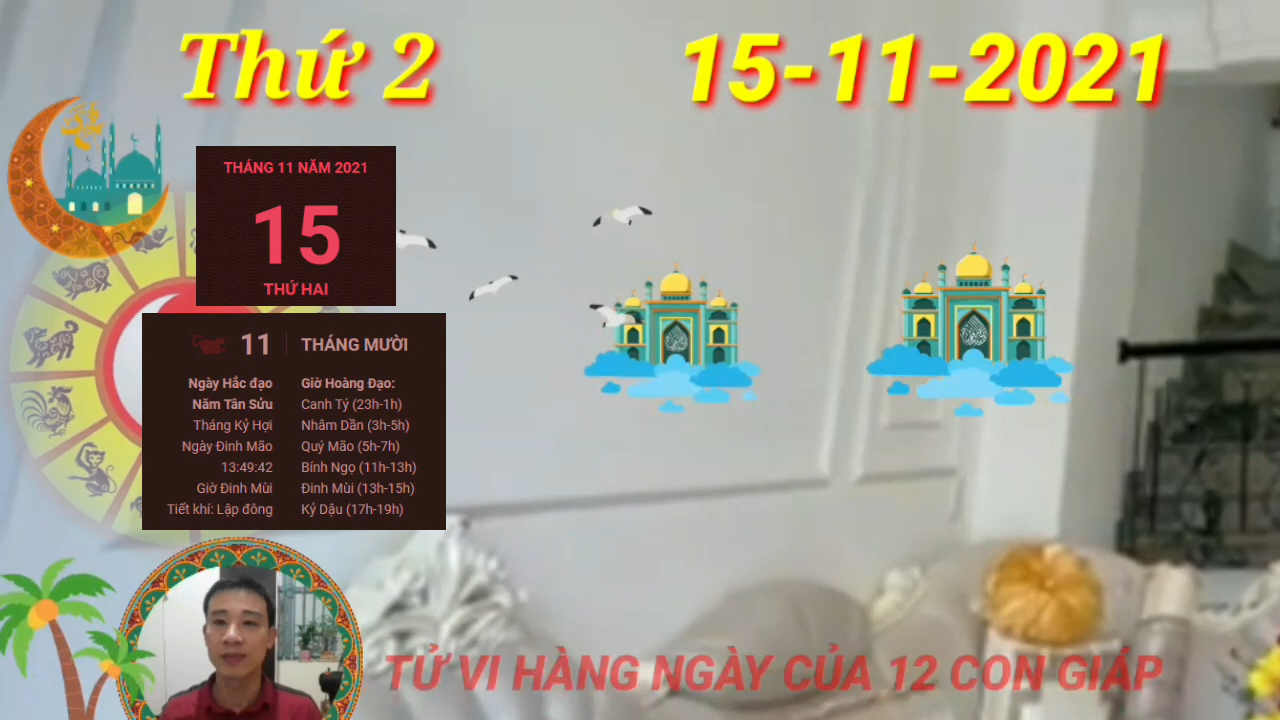 Thứ 2
15-11-2021
THÁNG 11 NĂM 2021
15
THỨ HAI
11
THÁNG MƯỜI
Ngày Hắc đạo
Năm Tân Sửu
Tháng Kỷ Hợi
Ngày Đinh Mão
13:49:42
Giờ Đinh Mùi
Tiết khí: Lập đông
Giờ Hoàng Đạo:
Canh Tý (23h-1h)
Nhâm Dần (3h-5h)
Quý Mão (5h-7h)
Bính Ngọ (11h-13h)
Đinh Mùi (13h-15h)
Kỷ Dậu (17h-19h)
TỬ VI HÀNG NGÀY CỦA 12 CON GIÁP